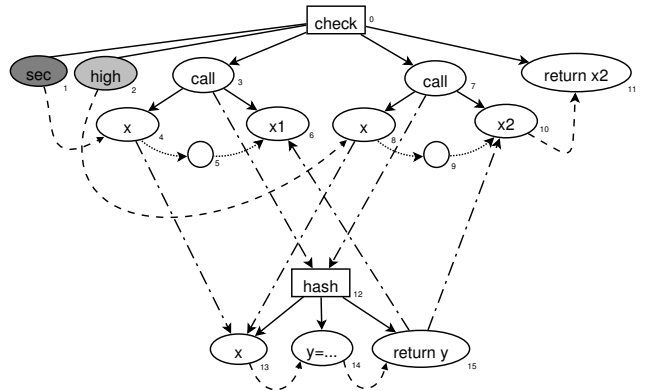 check 0
sec 1
high 2
call 3
call 7
return x2 11
x 4
5
x1 6
x 8
9
x2 10
hash 12
x 13
y=... 14
return y 15